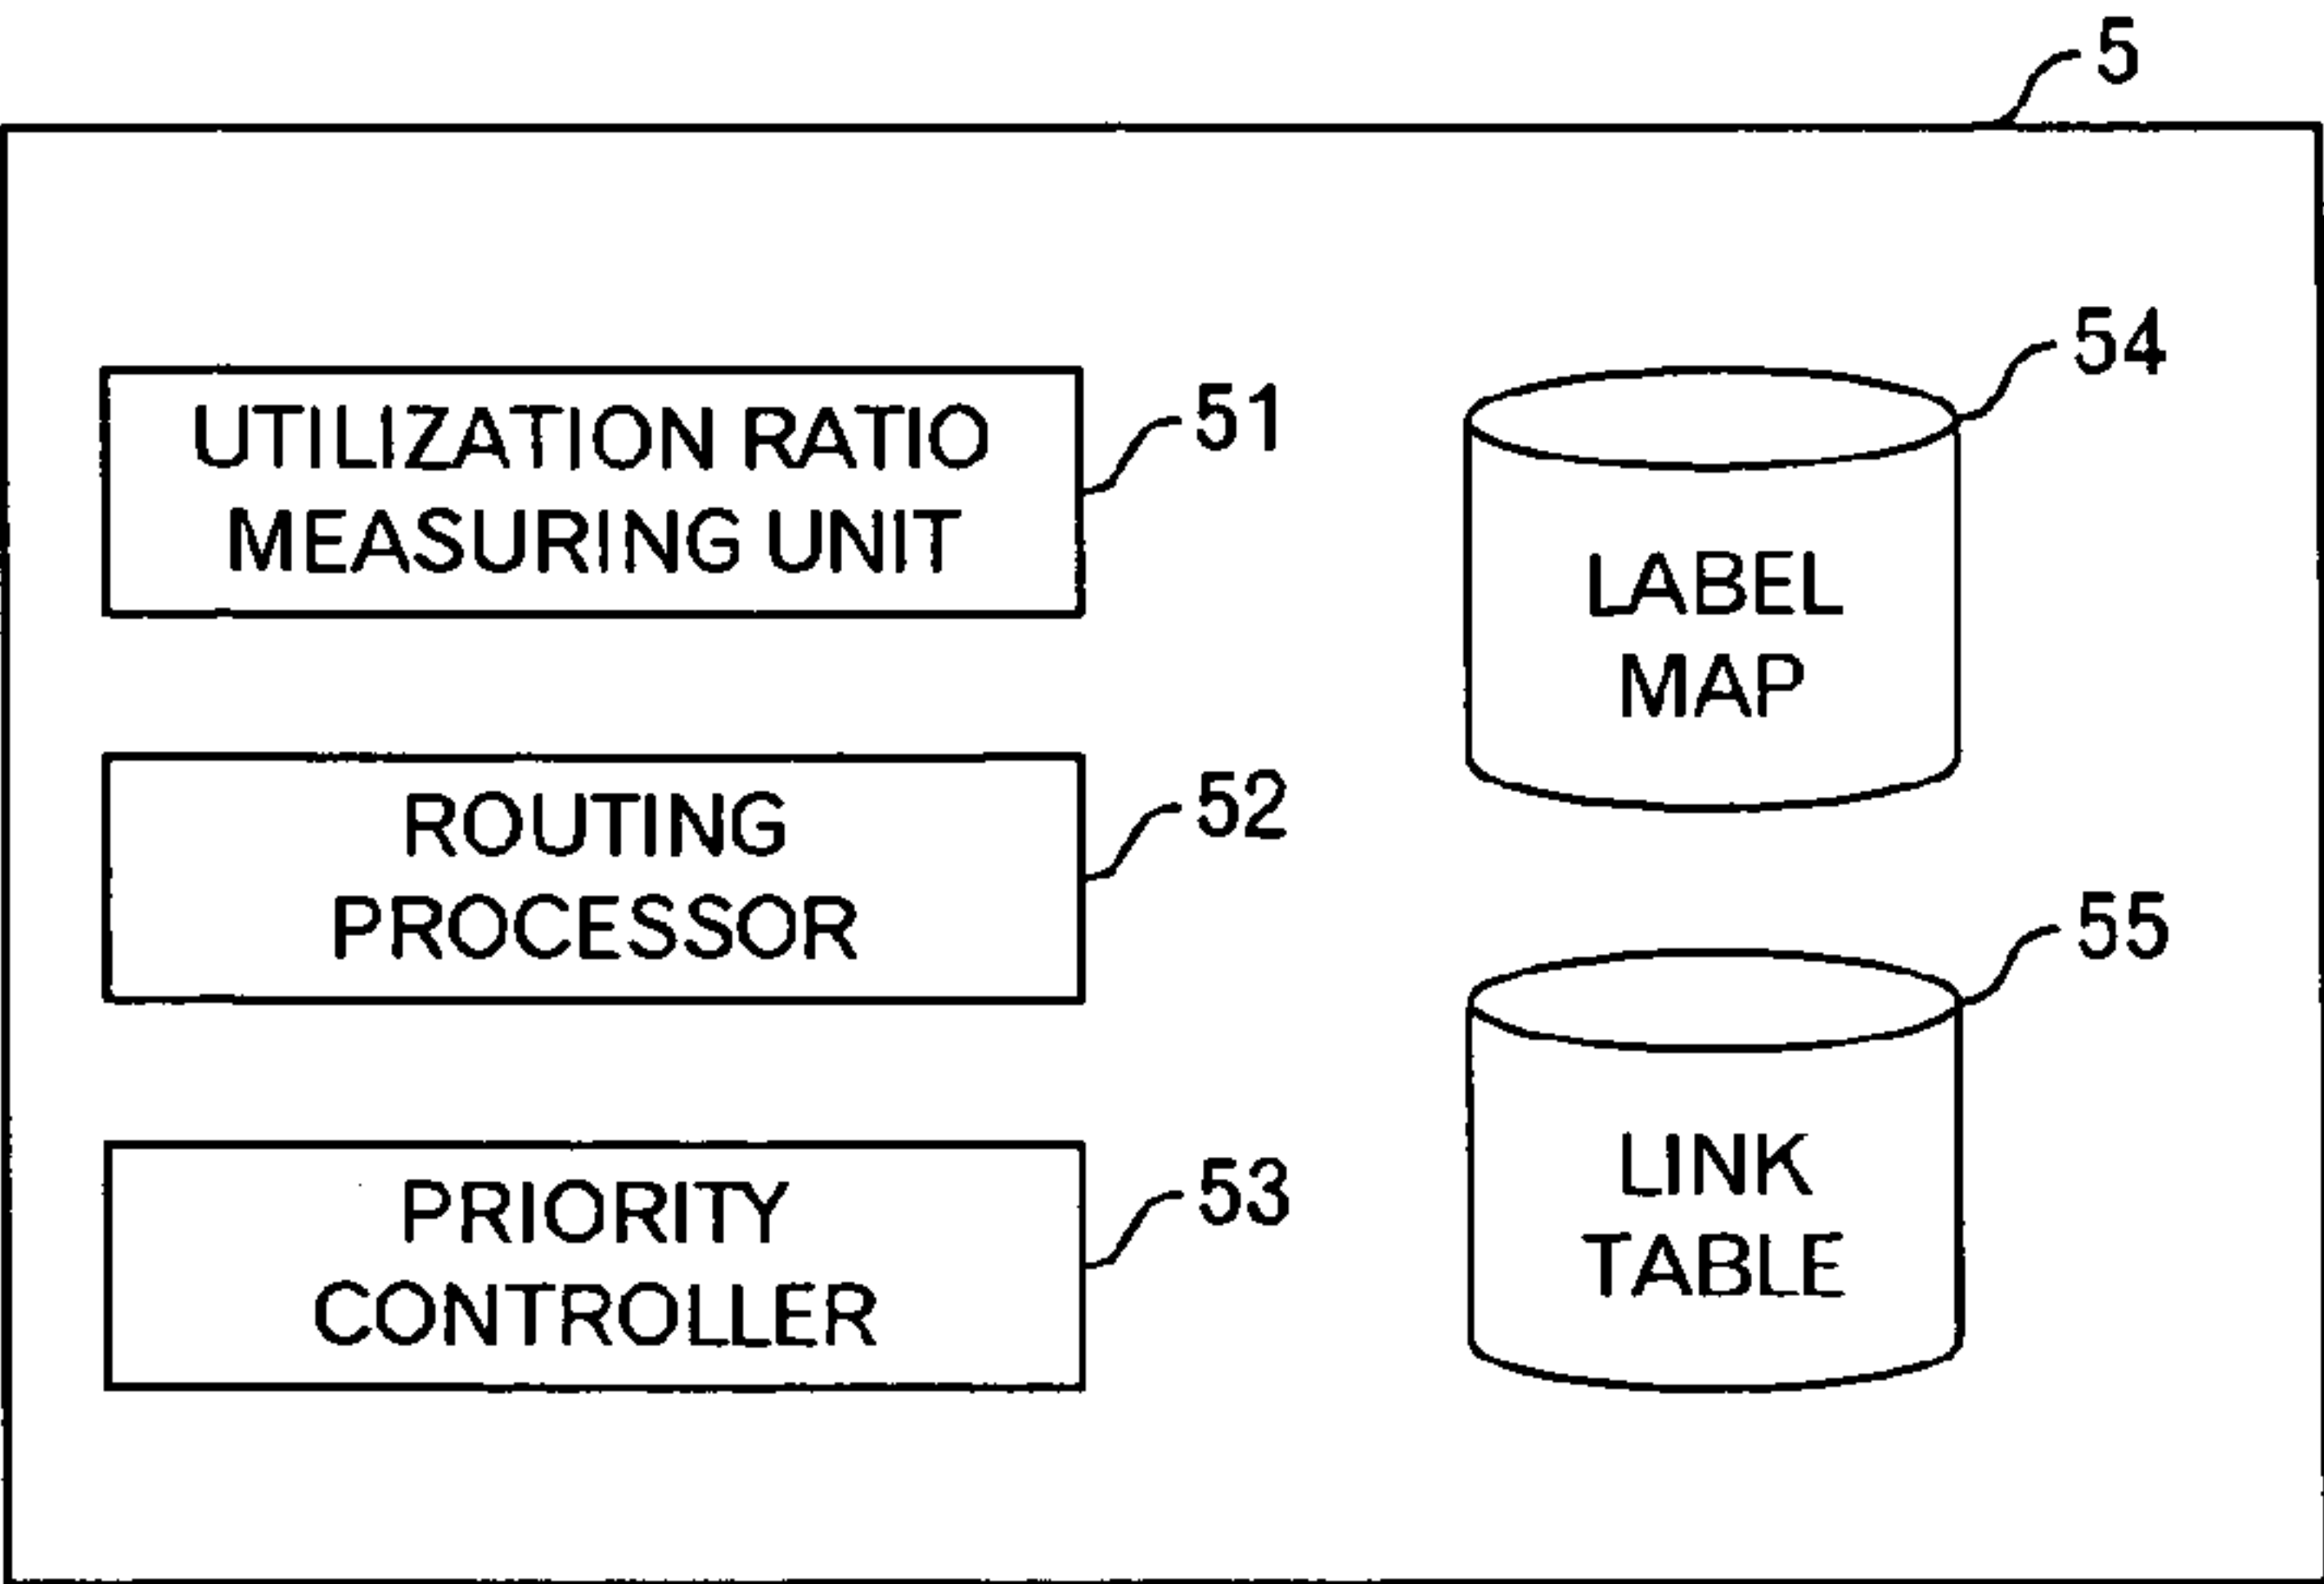 5
UTILIZATION RATIO
MEASURING UNIT
51
ROUTING
PROCESSOR
52
PRIORITY
CONTROLLER
53
54
LABEL
MAP
55
LINK
TABLE